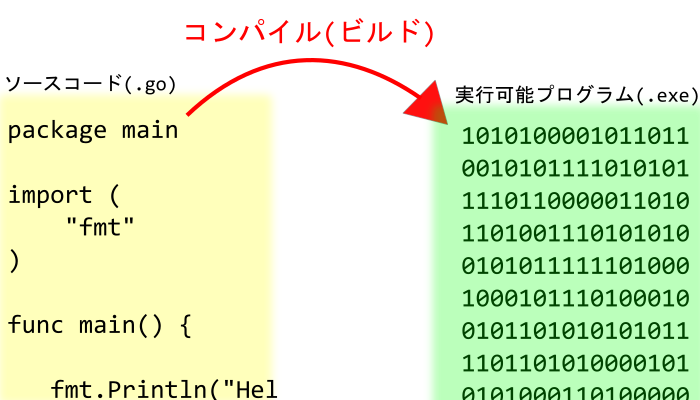 コンパイル(ビルド)
ソースコード(.go)
package main
import (
"fmt"
)
func main() {
fmt.Println("Hel
実行可能プログラム(.exe)
1010100001011011
0010101111010101
1110110000011010
1101001110101010
0101011111101000
1000101110100010
0101101010101011
1101101010000101
0101000110100000